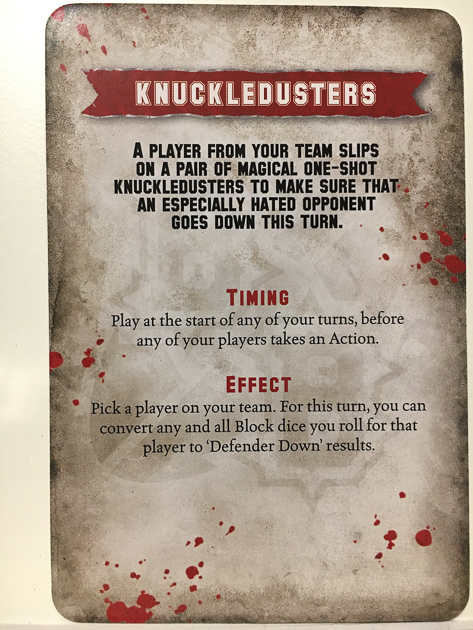 KNUCKLEDUSTERS
A PLAYER FROM YOUR TEAM SLIPS
ON A PAIR OF MAGICAL ONE-SHOT
KNUCKLEDUSTERS TO MAKE SURE THAT
AN ESPECIALLY HATED OPPONENT
GOES DOWN THIS TURN.
TIMING
Play at the start of any of your turns, before
any of your players takes an Action.
EFFECT
Pick a player on your team. For this turn, you can
convert any and all Block dice you roll for that
player to ‘Defender Down’ results.